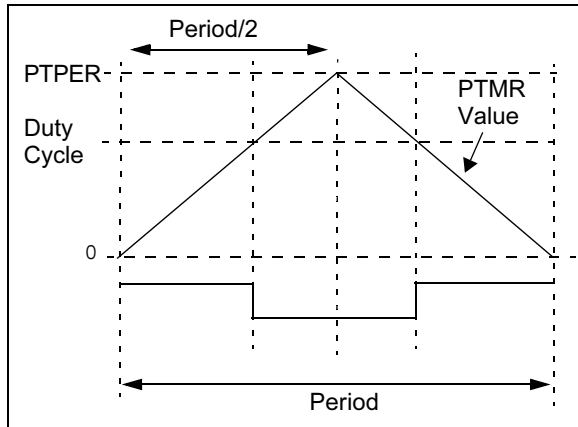 Period/2
PTPER
PTMR
Value
Duty
Cycle
0
Period